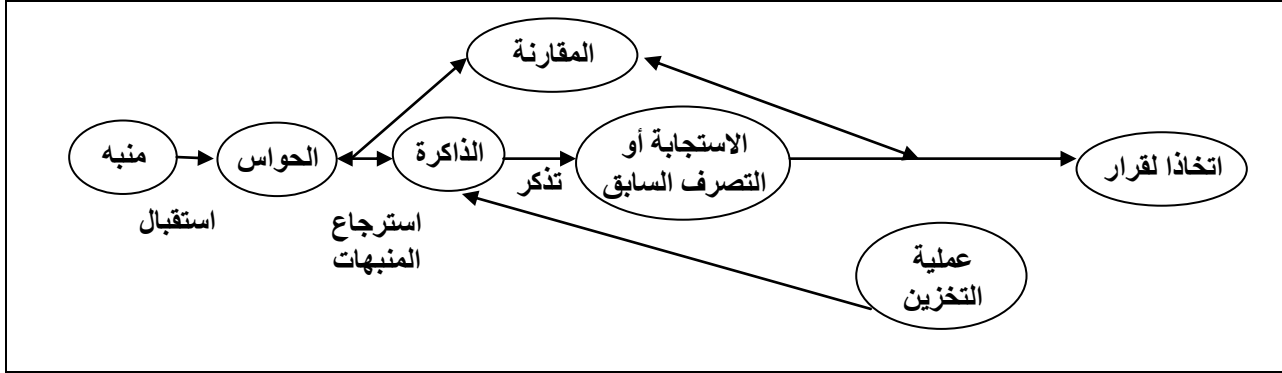 المقارنة
منبه
الحواس
الذاكرة
الاستجابة أو
التصرف السابق
اتخاذا لقرار
استقبال
استرجاع
المنبهات
تذكر
عملية
التخزين